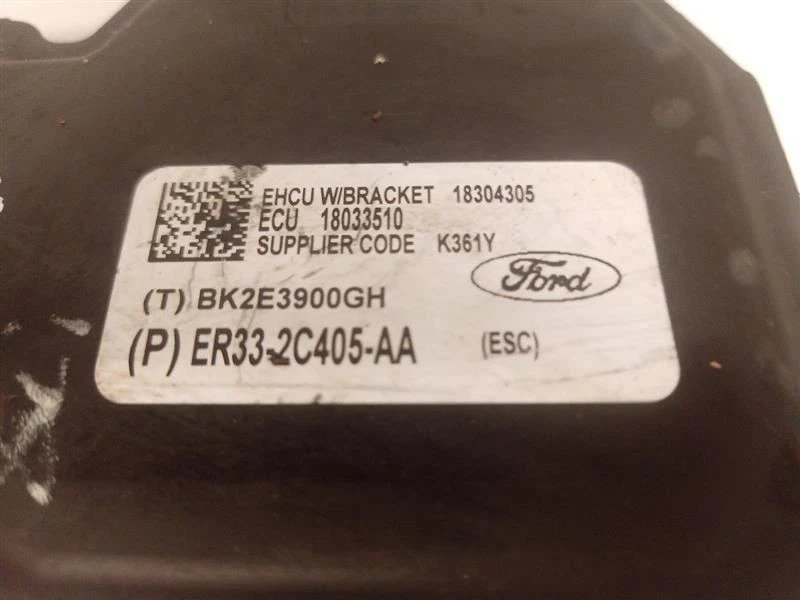 EHCU W/BRACKET 18304305
ECU 18033510
SUPPLIER CODE K361Y
Ford
(T) BK2E3900GH
(P) ER33-2C405-AA (ESC)